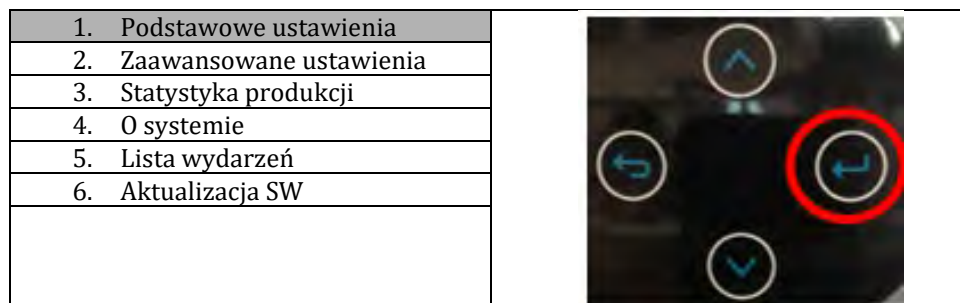 1. Podstawowe ustawienia
2. Zaawansowane ustawienia
3. Statystyka produkcji
4. O systemie
5. Lista wydarzeń
6. Aktualizacja SW